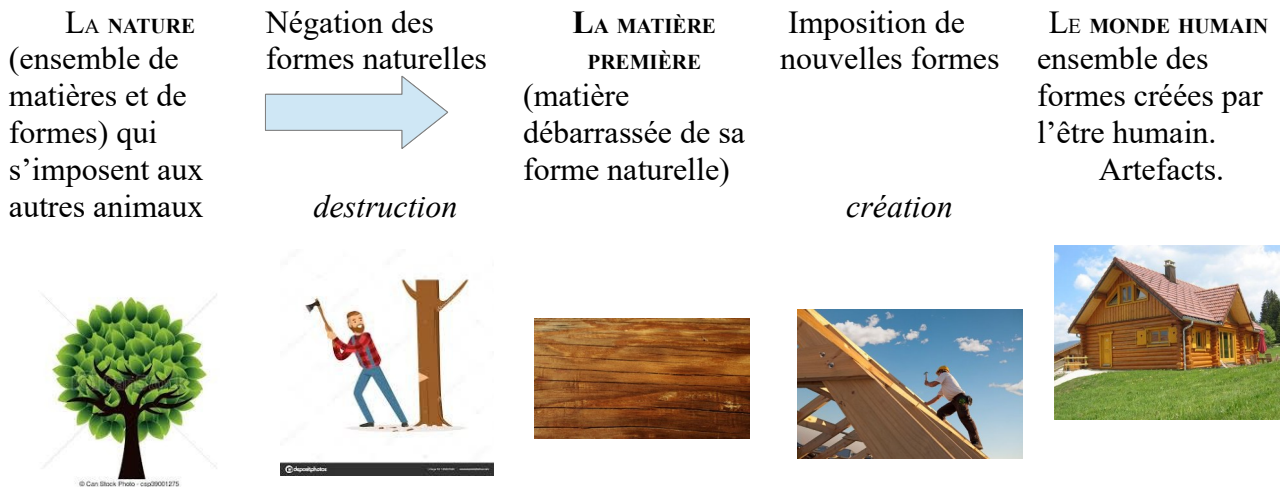 LA NATURE
(ensemble de
matières et de
formes) qui
s'imposent aux
autres animaux
Négation des
formes naturelles
destruction
LA MATIÈRE
PREMIÈRE
(matière
débarrassée de sa
forme naturelle)
Imposition de
nouvelles formes
création
LE MONDE HUMAIN
ensemble des
formes créées par
l'être humain.
Artefacts.
© Can Stock Photo - csp39001275
depositphotos